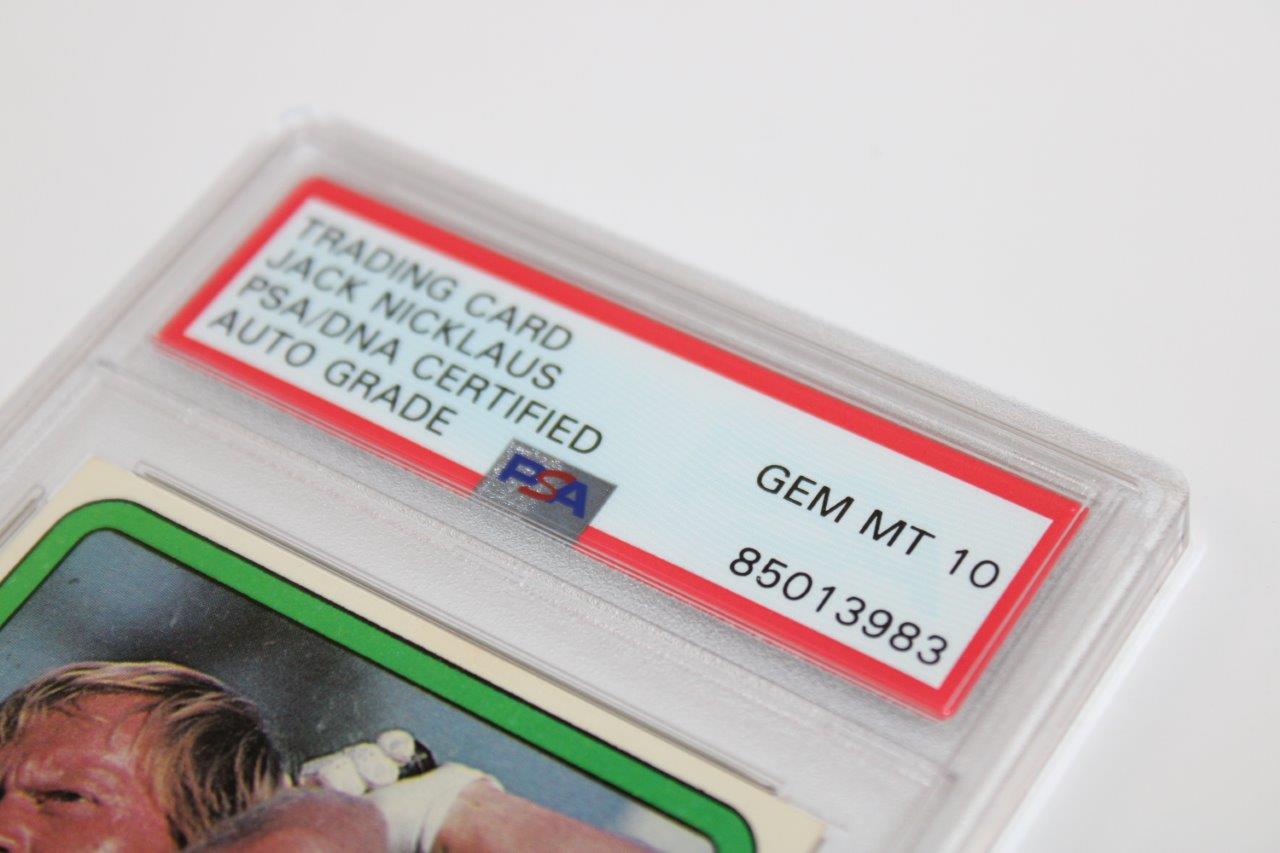 TRADING CARD
JACK NICKLAUS
PSA/DNA CERTIFIED
AUTO GRADE
PSA
GEM MT 10
85013983